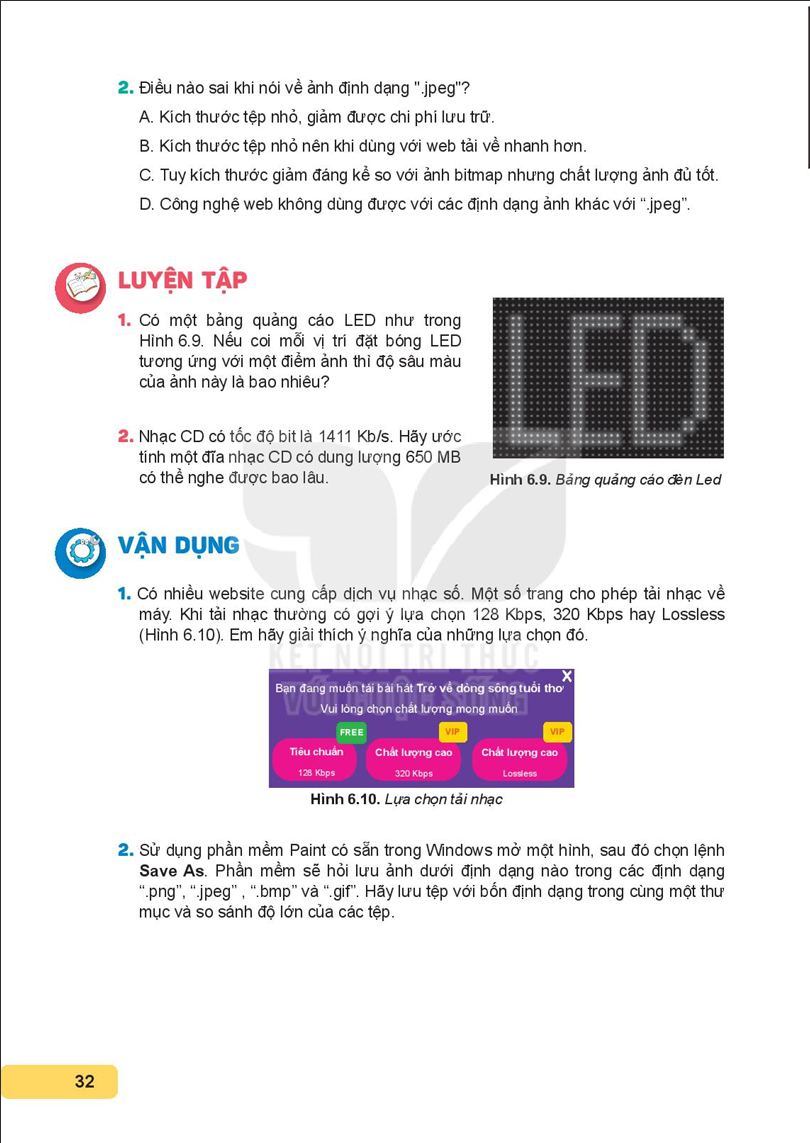 2. Điều nào sai khi nói về ảnh định dạng ".jpeg"?
A. Kích thước tệp nhỏ, giảm được chi phí lưu trữ.
B. Kích thước tệp nhỏ nên khi dùng với web tải về nhanh hơn.
C. Tuy kích thước giảm đáng kể so với ảnh bitmap nhưng chất lượng ảnh đủ tốt.
D. Công nghệ web không dùng được với các định dạng ảnh khác với “.jpeg”.
LUYỆN TẬP
1. Có một bảng quảng cáo LED như trong
Hình 6.9. Nếu coi mỗi vị trí đặt bóng LED
tương ứng với một điểm ảnh thì độ sâu màu
của ảnh này là bao nhiêu?
LED
2. Nhạc CD có tốc độ bit là 1411 Kb/s. Hãy ước
tính một đĩa nhạc CD có dung lượng 650 MB
có thể nghe được bao lâu.
Hình 6.9. Bảng quảng cáo đèn Led
VẬN DỤNG
1. Có nhiều website cung cấp dịch vụ nhạc số. Một số trang cho phép tải nhạc về
máy. Khi tải nhạc thường có gợi ý lựa chọn 128 Kbps, 320 Kbps hay Lossless
(Hình 6.10). Em hãy giải thích ý nghĩa của những lựa chọn đó.
KẾT NỐI TRI THỨC
VỚI CUỘC SỐNG
X
Bạn đang muốn tải bài hát Trở về dòng sông tuổi thơ
Vui lòng chọn chất lượng mong muốn
FREE VIP VIP
Tiêu chuẩn Chất lượng cao Chất lượng cao
128 Kbps 320 Kbps Lossless
Hình 6.10. Lựa chọn tải nhạc
2. Sử dụng phần mềm Paint có sẵn trong Windows mở một hình, sau đó chọn lệnh
Save As. Phần mềm sẽ hỏi lưu ảnh dưới định dạng nào trong các định dạng
“.png”, “.jpeg” , “.bmp” và “.gif”. Hãy lưu tệp với bốn định dạng trong cùng một thư
mục và so sánh độ lớn của các tệp.
32